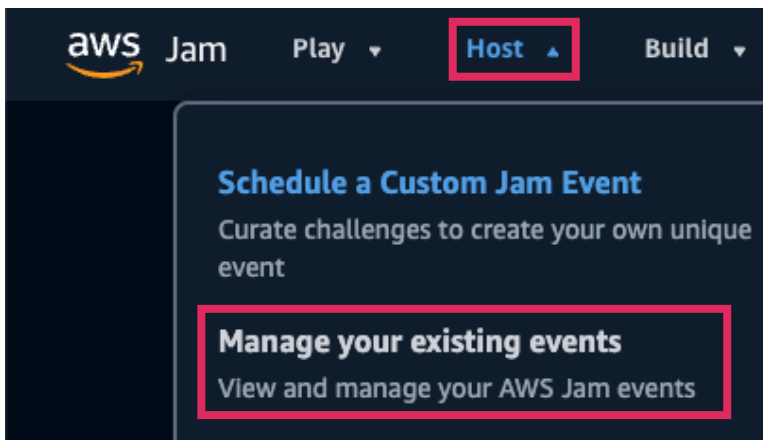 aws Jam Play Host Build
Schedule a Custom Jam Event
Curate challenges to create your own unique
event
Manage your existing events
View and manage your AWS Jam events